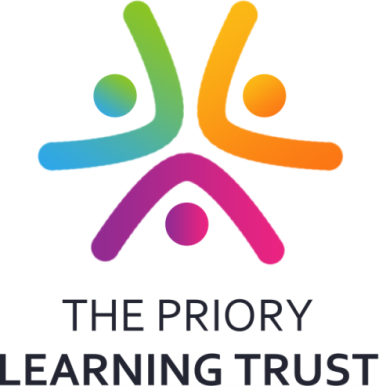 THE PRIORY
LEARNING TRUST